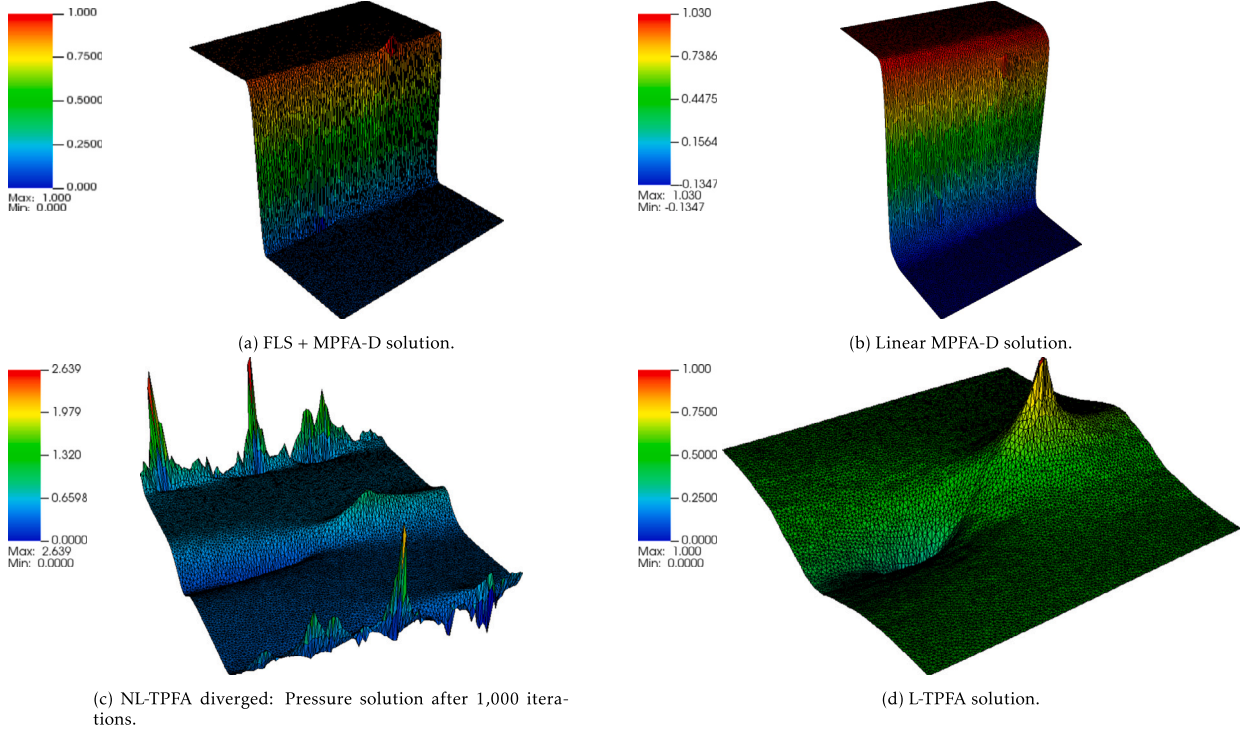 1.000
0.7500
0.5000
0.2500
0.000
Max: 1.000
Min: 0.000
(a) FLS + MPFA-D solution.
1.030
0.7386
0.4475
0.1564
-0.1347
Max: 1.030
Min: -0.1347
(b) Linear MPFA-D solution.
2.639
1.979
1.320
0.6598
0.0000
Max: 2.639
Min: 0.0000
(c) NL-TPFA diverged: Pressure solution after 1,000 itera-
tions.
1.000
0.7500
0.5000
0.2500
0.0000
Max: 1.000
Min: 0.0000
(d) L-TPFA solution.